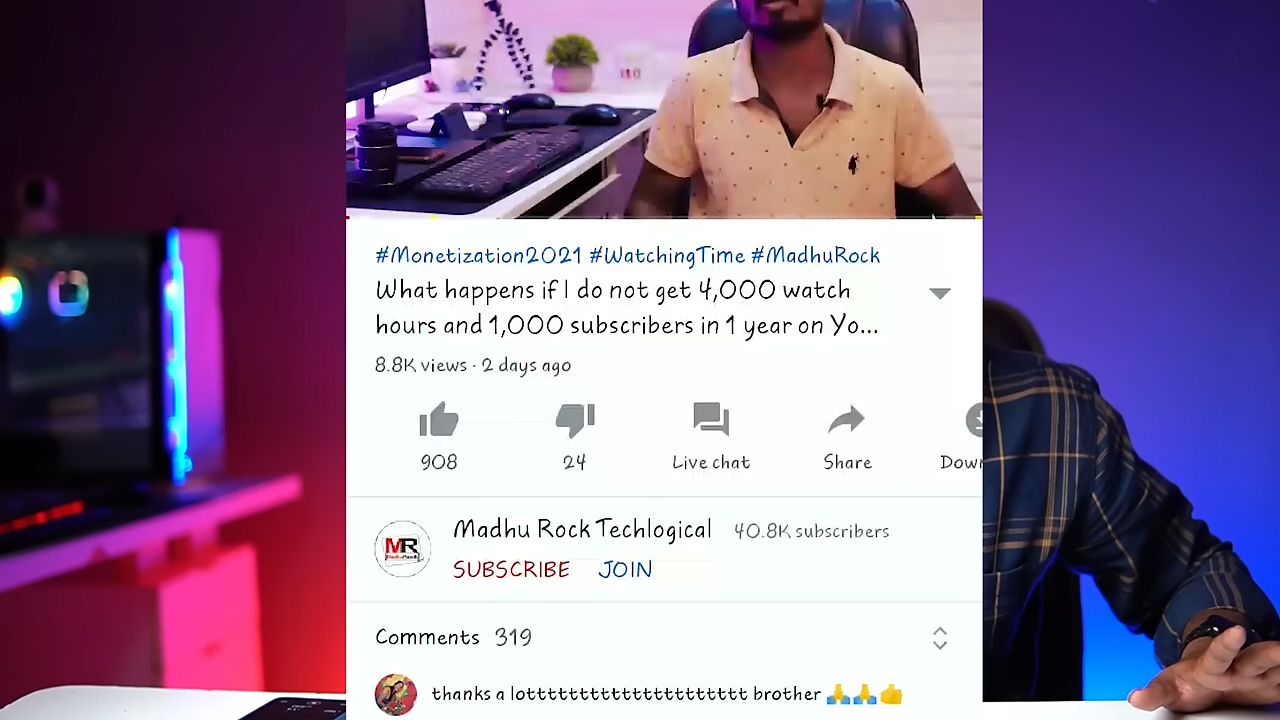 #Monetization2021 #WatchingTime #MadhuRock
What happens if I do not get 4,000 watch
hours and 1,000 subscribers in 1 year on Yo...
8.8K views · 2 days ago
908
24
Live chat
Share
Down
Madhu Rock Techlogical 40.8K subscribers
MR
SUBSCRIBE JOIN
Comments 319
thanks a lottttttttttttttttttttt brother 🙏🙏👍